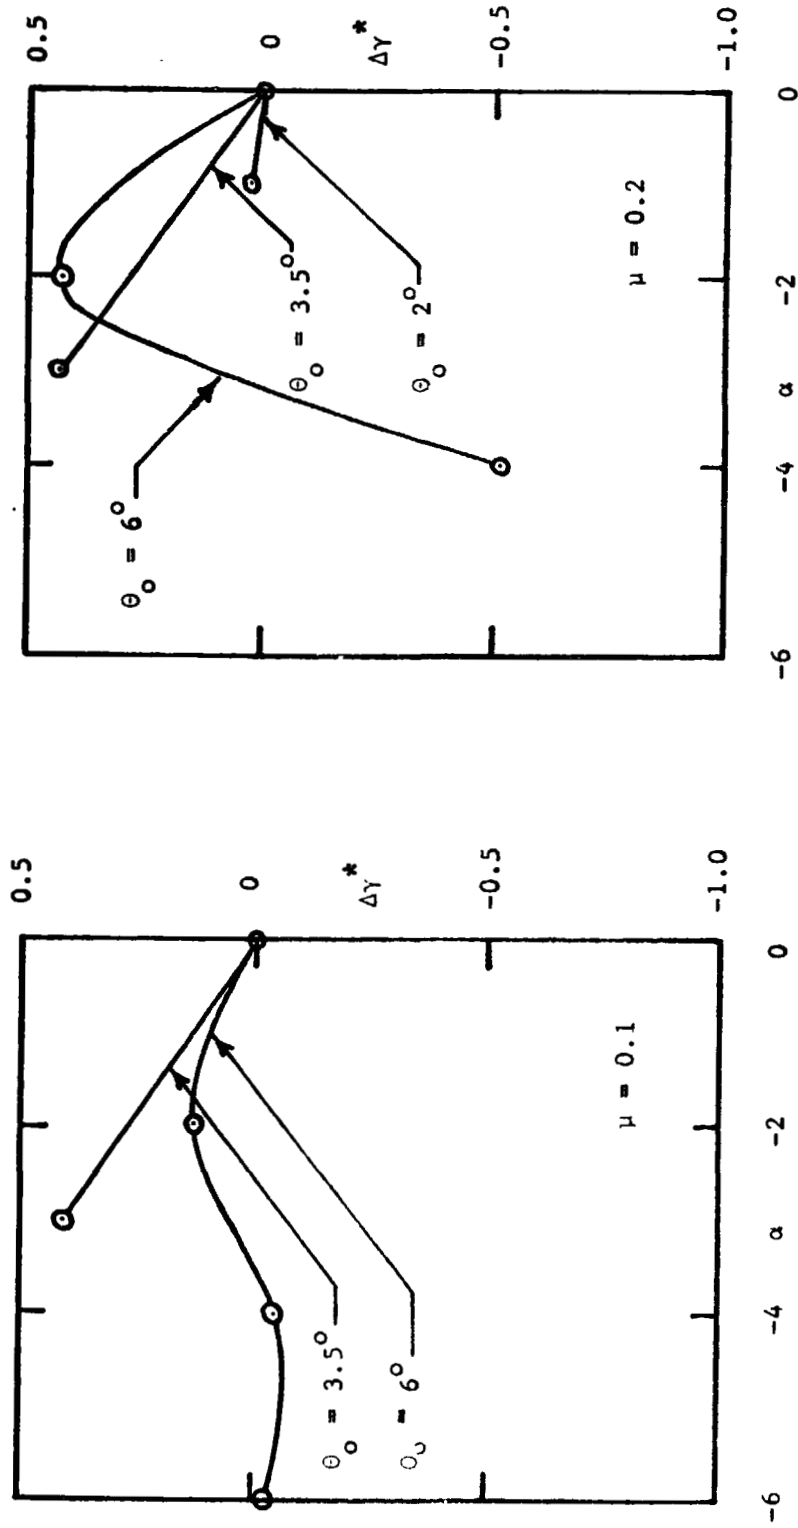 0.5
0
Δγ*
-0.5
-1.0
θo = 3.5°
θo = 6°
μ = 0.1
-6
-4
α
-2
0
0.5
0
Δγ*
-0.5
-1.0
θo = 6°
θo = 3.5°
θo = 2°
μ = 0.2
-6
-4
α
-2
0